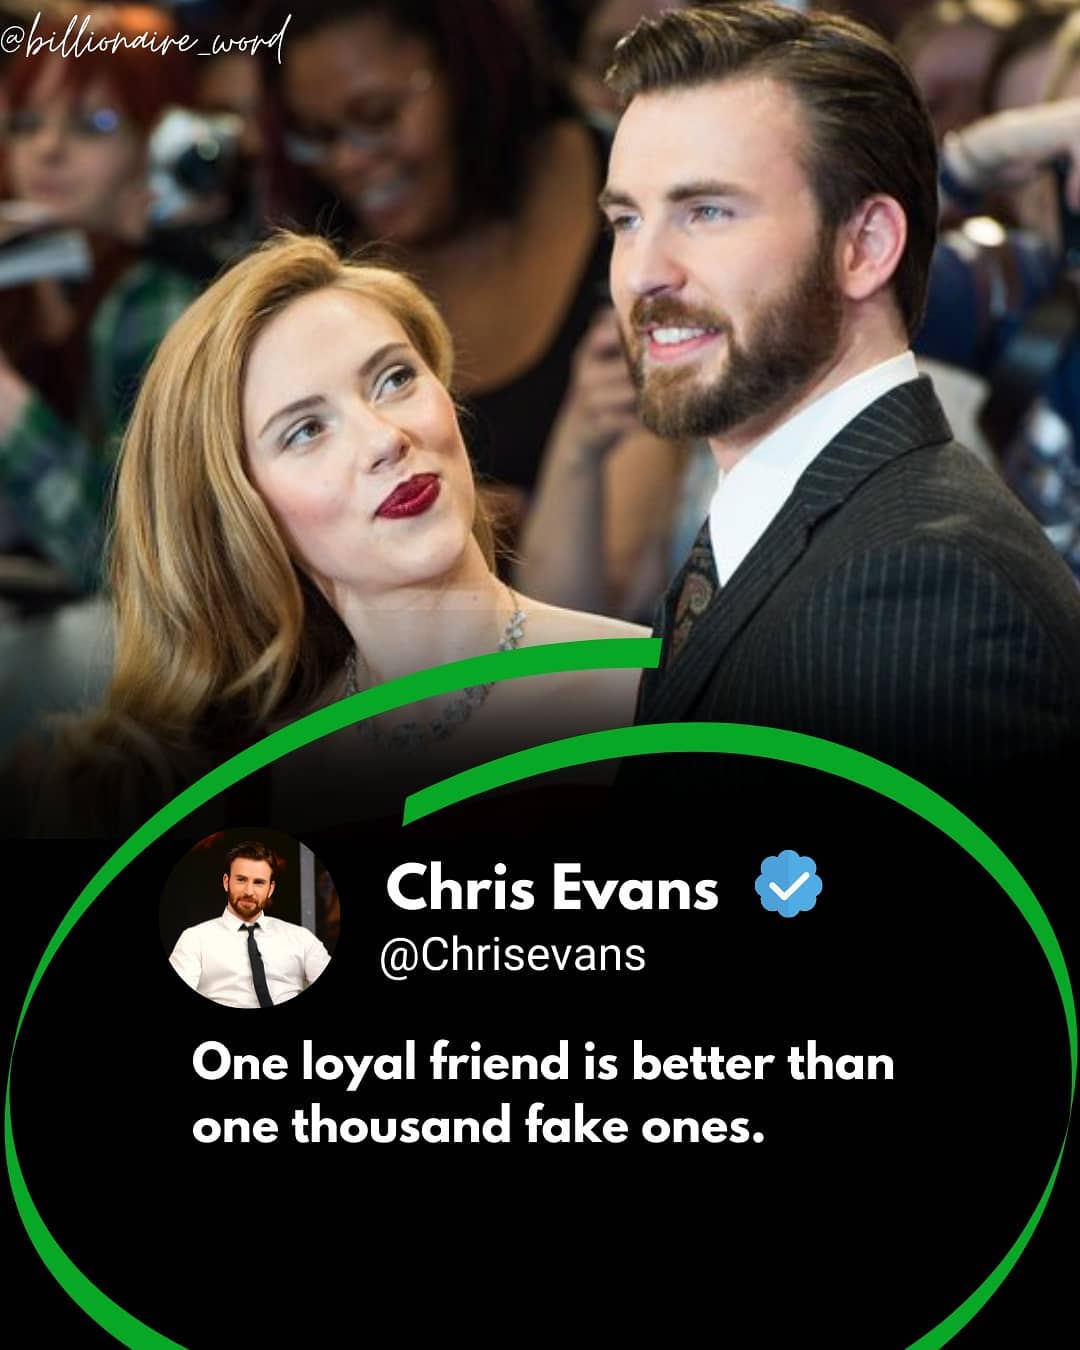 @billionaire_word
Chris Evans
@Chrisevans
One loyal friend is better than
one thousand fake ones.